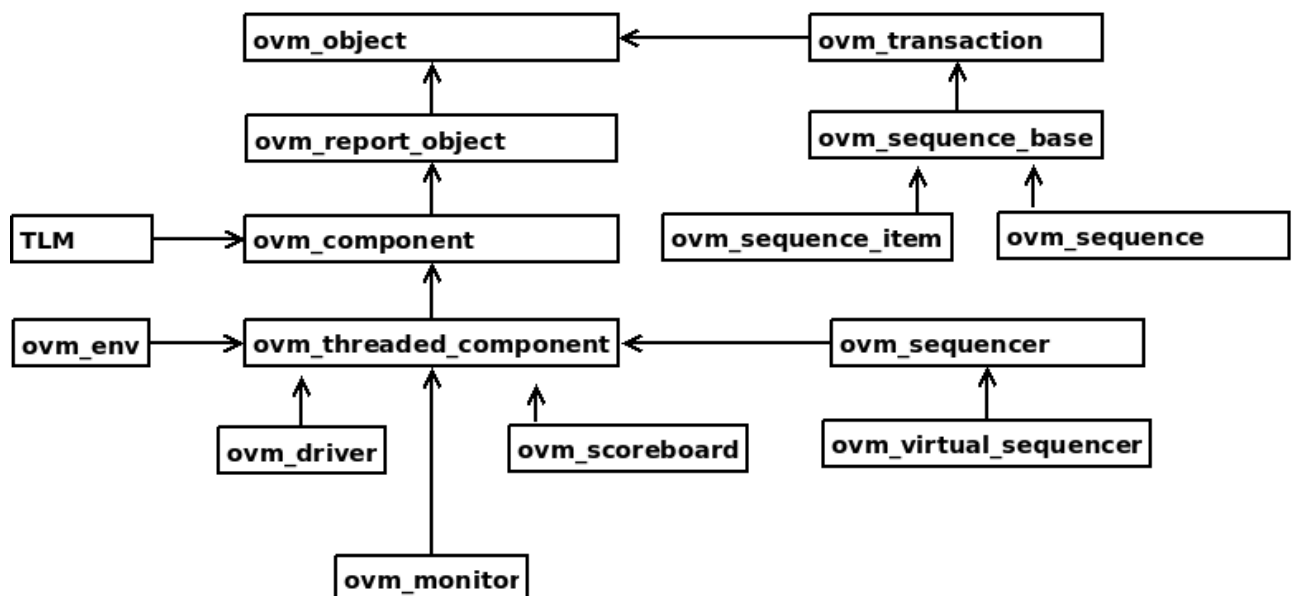 ovm_object
ovm_transaction
ovm_report_object
ovm_sequence_base
TLM
ovm_component
ovm_sequence_item
ovm_sequence
ovm_env
ovm_threaded_component
ovm_sequencer
ovm_driver
ovm_scoreboard
ovm_virtual_sequencer
ovm_monitor